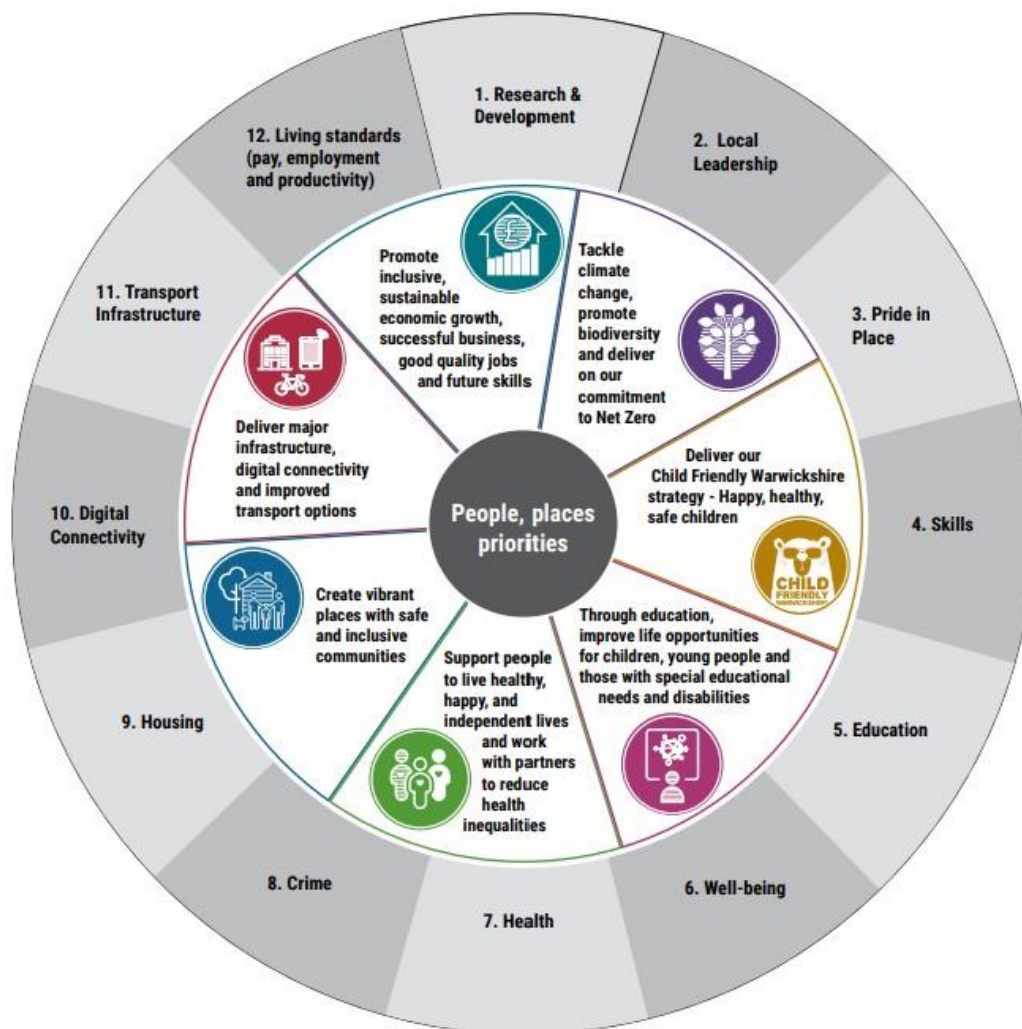 1. Research &
Development
2. Local
Leadership
3. Pride in
Place
4. Skills
5. Education
6. Well-being
7. Health
8. Crime
9. Housing
10. Digital
Connectivity
11. Transport
Infrastructure
12. Living standards
(pay, employment
and productivity)
Promote
inclusive,
sustainable
economic growth,
successful business,
good quality jobs
and future skills
£
Tackle
climate
change,
promote
biodiversity
and deliver
on our
commitment
to Net Zero
Deliver our
Child Friendly Warwickshire
strategy - Happy, healthy,
safe children
CHILD
FRIENDLY
WARWICKSHIRE
Through education,
improve life opportunities
for children, young people and
those with special educational
needs and disabilities
Support people
to live healthy,
happy, and
independent lives
and work
with partners
to reduce
health
inequalities
Create vibrant
places with safe
and inclusive
communities
Deliver major
infrastructure,
digital connectivity
and improved
transport options
People, places
priorities